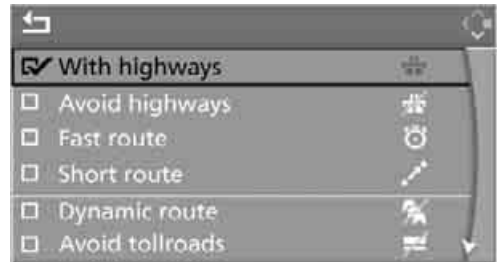 With highways
Avoid highways
Fast route
Short route
Dynamic route
Avoid tollroads